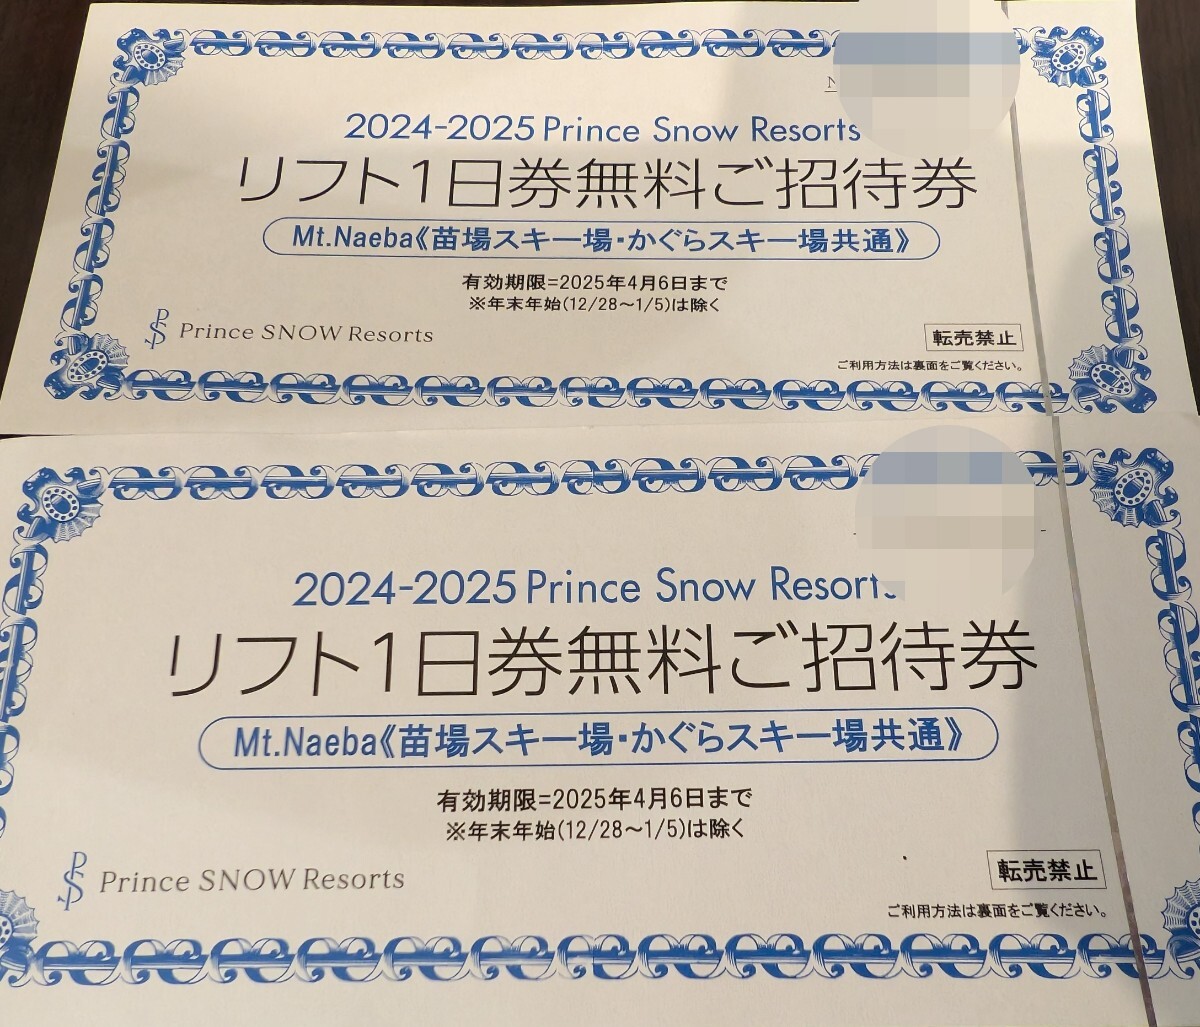 2024-2025 Prince Snow Resorts
リフト1日券無料ご招待券
Mt.Naeba《苗場スキー場・かぐらスキー場共通》
有効期限=2025年4月6日まで
※年末年始(12/28~1/5)は除く
Prince SNOW Resorts
転売禁止
ご利用方法は裏面をご覧ください。
2024-2025 Prince Snow Resorts
リフト1日券無料ご招待券
Mt.Naeba《苗場スキー場・かぐらスキー場共通》
有効期限=2025年4月6日まで
※年末年始(12/28~1/5)は除く
Prince SNOW Resorts
転売禁止
ご利用方法は裏面をご覧ください。